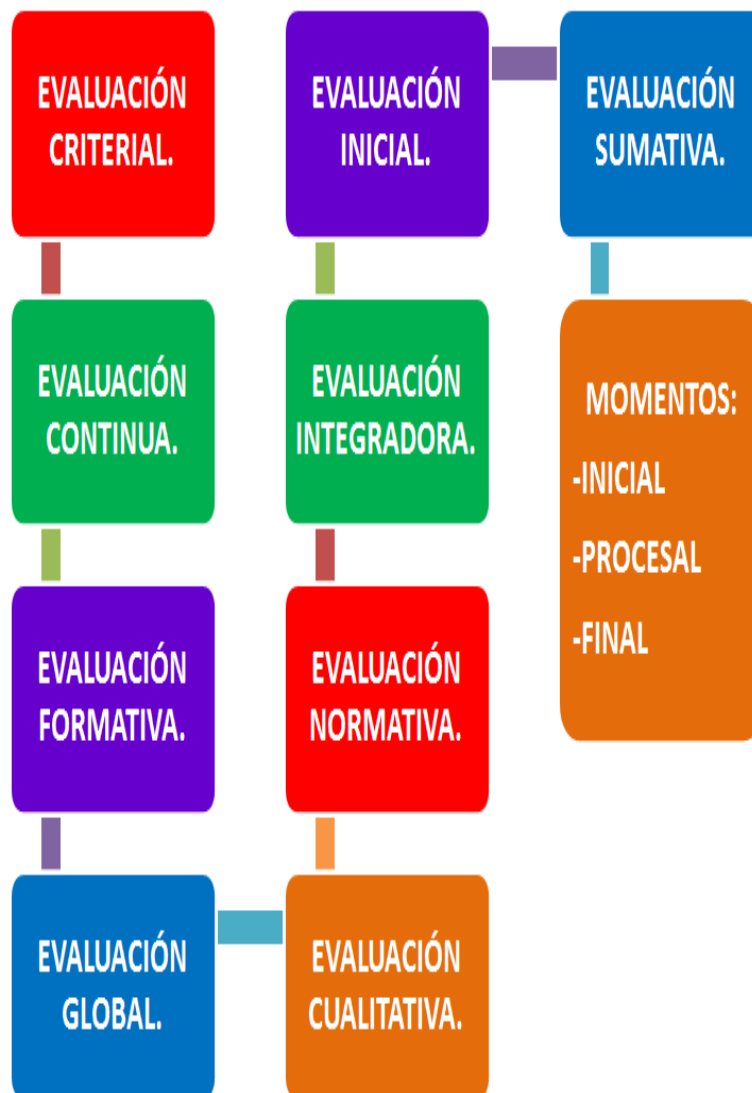 EVALUACIÓN
CRITERIAL.
EVALUACIÓN
CONTINUA.
EVALUACIÓN
FORMATIVA.
EVALUACIÓN
GLOBAL.
EVALUACIÓN
CUALITATIVA.
EVALUACIÓN
NORMATIVA.
EVALUACIÓN
INTEGRADORA.
EVALUACIÓN
INICIAL.
EVALUACIÓN
SUMATIVA.
MOMENTOS:
-INICIAL
-PROCESAL
-FINAL